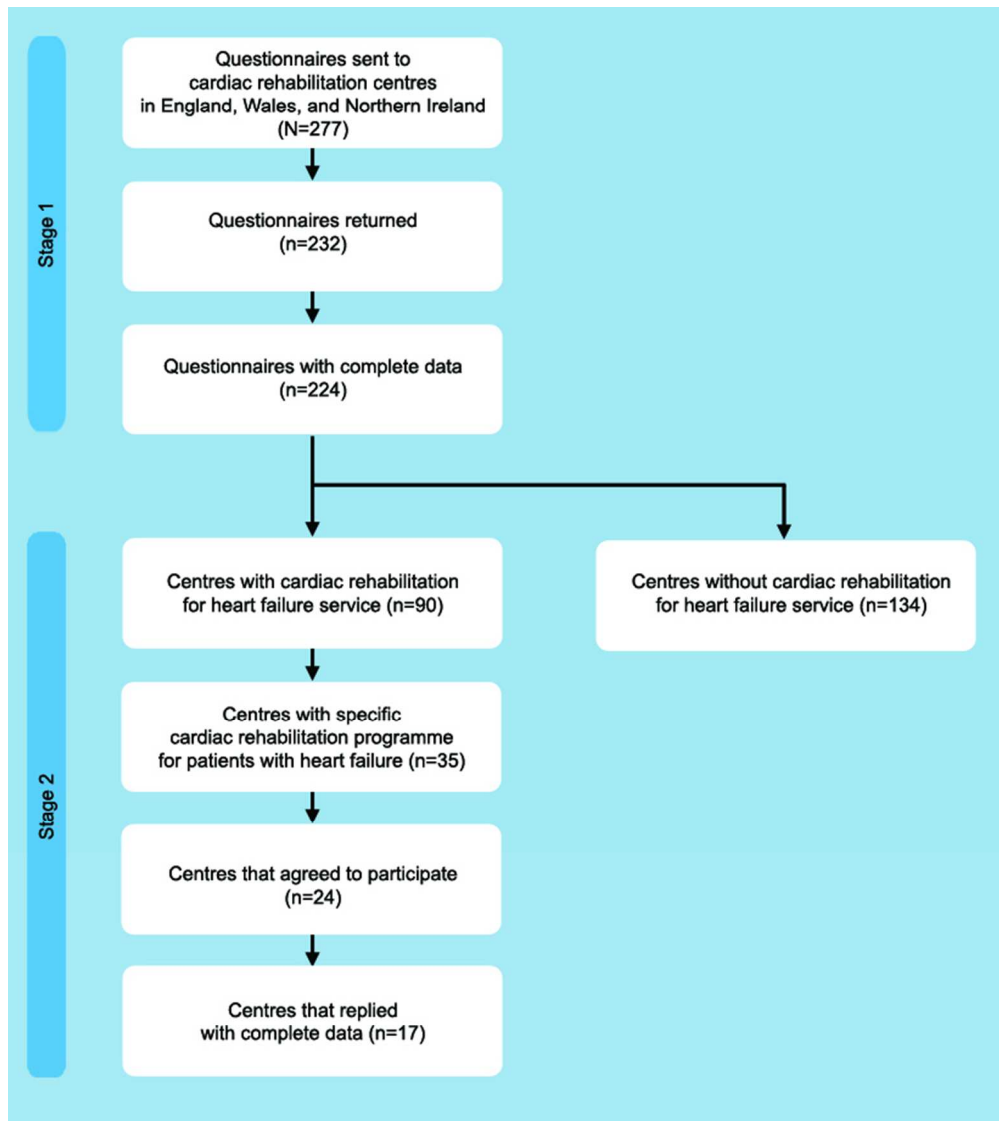 Stage 1
Questionnaires sent to
cardiac rehabilitation centres
in England, Wales, and Northern Ireland
(N=277)
Questionnaires returned
(n=232)
Questionnaires with complete data
(n=224)
Stage 2
Centres with cardiac rehabilitation
for heart failure service (n=90)
Centres without cardiac rehabilitation
for heart failure service (n=134)
Centres with specific
cardiac rehabilitation programme
for patients with heart failure (n=35)
Centres that agreed to participate
(n=24)
Centres that replied
with complete data (n=17)